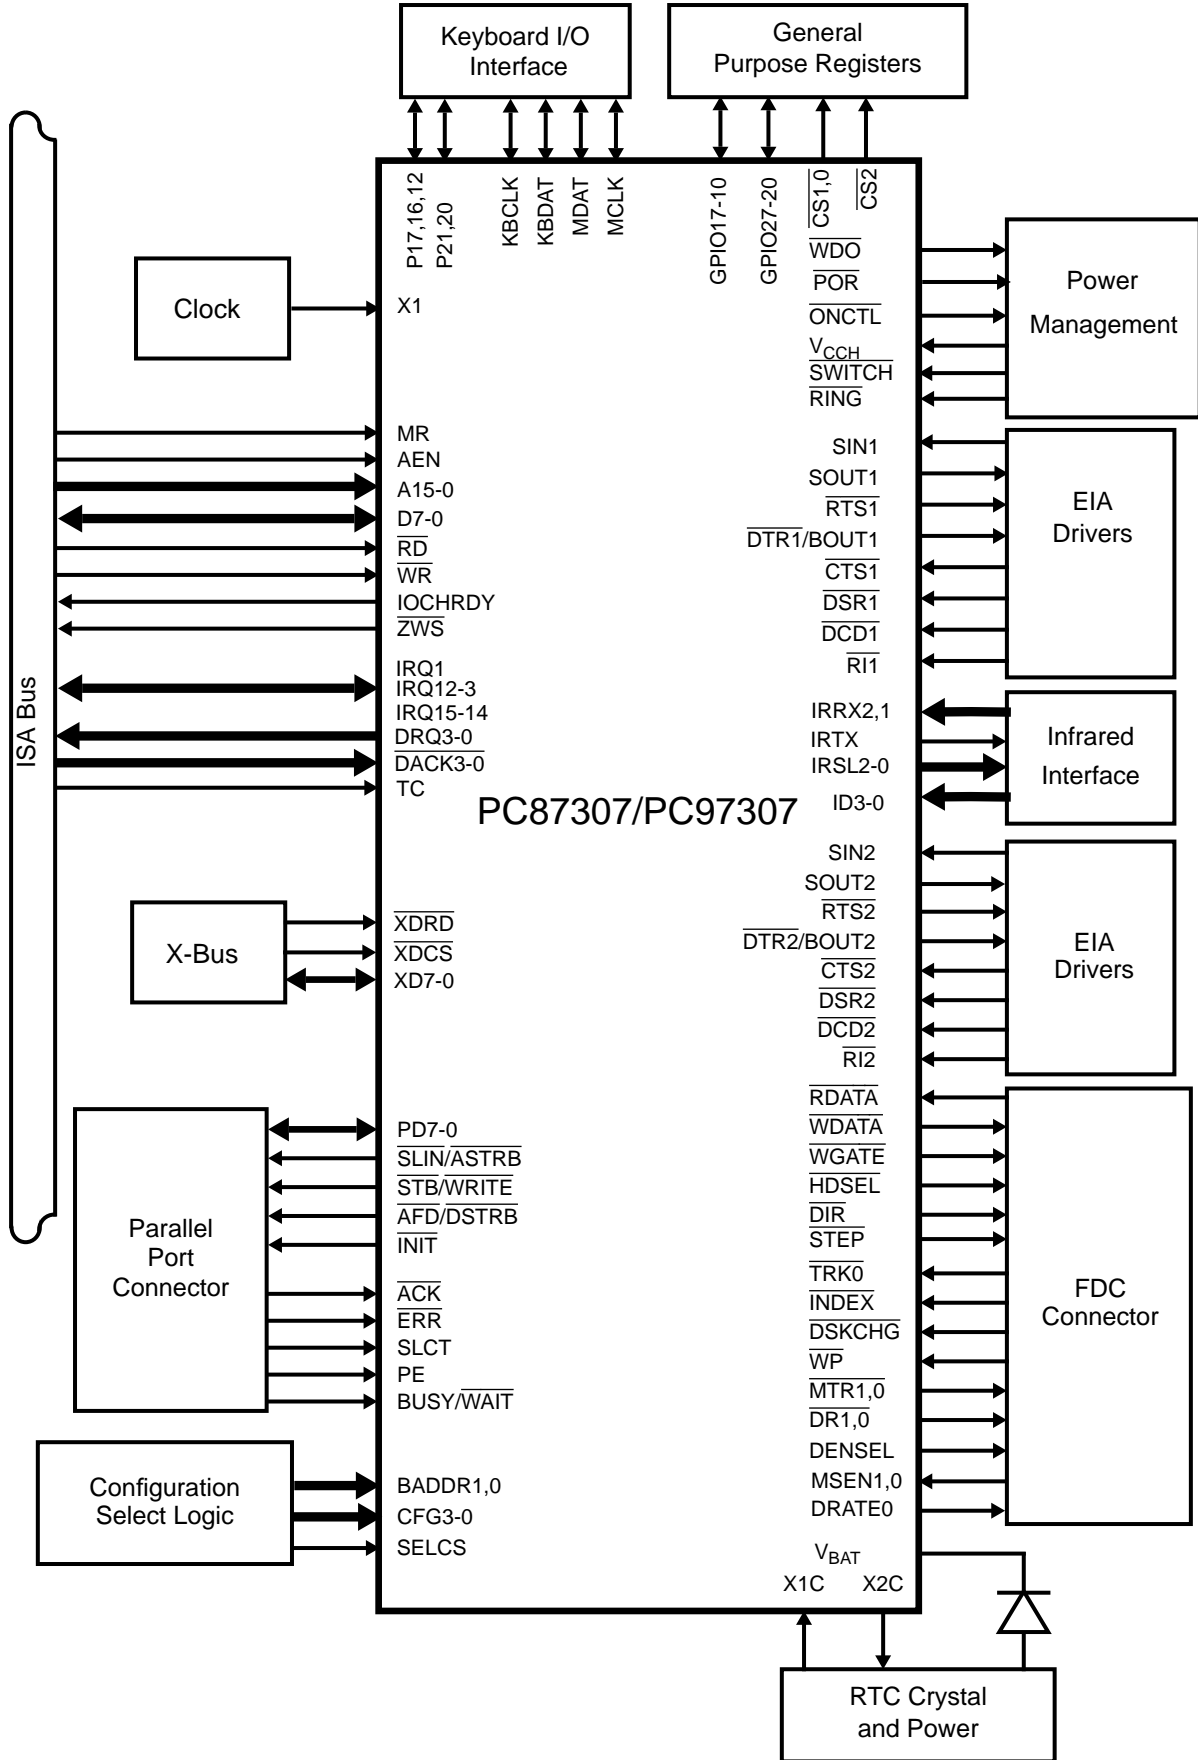 Keyboard I/O
Interface
General
Purpose Registers
P17,16,12
P21,20
KBCLK
KBDAT
MDAT
MCLK
GPIO17-10
GPIO27-20
CS1,0
CS2
Clock
X1
WDO
POR
ONCTL
VCCH
SWITCH
RING
Power
Management
ISA Bus
MR
AEN
A15-0
D7-0
RD
WR
IOCHRDY
ZWS
IRQ1
IRQ12-3
IRQ15-14
DRQ3-0
DACK3-0
TC
SIN1
SOUT1
RTS1
DTR1/BOUT1
CTS1
DSR1
DCD1
RI1
EIA
Drivers
IRRX2,1
IRTX
IRSL2-0
ID3-0
Infrared
Interface
PC87307/PC97307
SIN2
SOUT2
RTS2
DTR2/BOUT2
CTS2
DSR2
DCD2
RI2
EIA
Drivers
X-Bus
XDRD
XDCS
XD7-0
Parallel
Port
Connector
PD7-0
SLIN/ASTRB
STB/WRITE
AFD/DSTRB
INIT
ACK
ERR
SLCT
PE
BUSY/WAIT
RDATA
WDATA
WGATE
HDSEL
DIR
STEP
TRK0
INDEX
DSKCHG
WP
MTR1,0
DR1,0
DENSEL
MSEN1,0
DRATE0
FDC
Connector
Configuration
Select Logic
BADDR1,0
CFG3-0
SELCS
VBAT
X1C
X2C
RTC Crystal
and Power